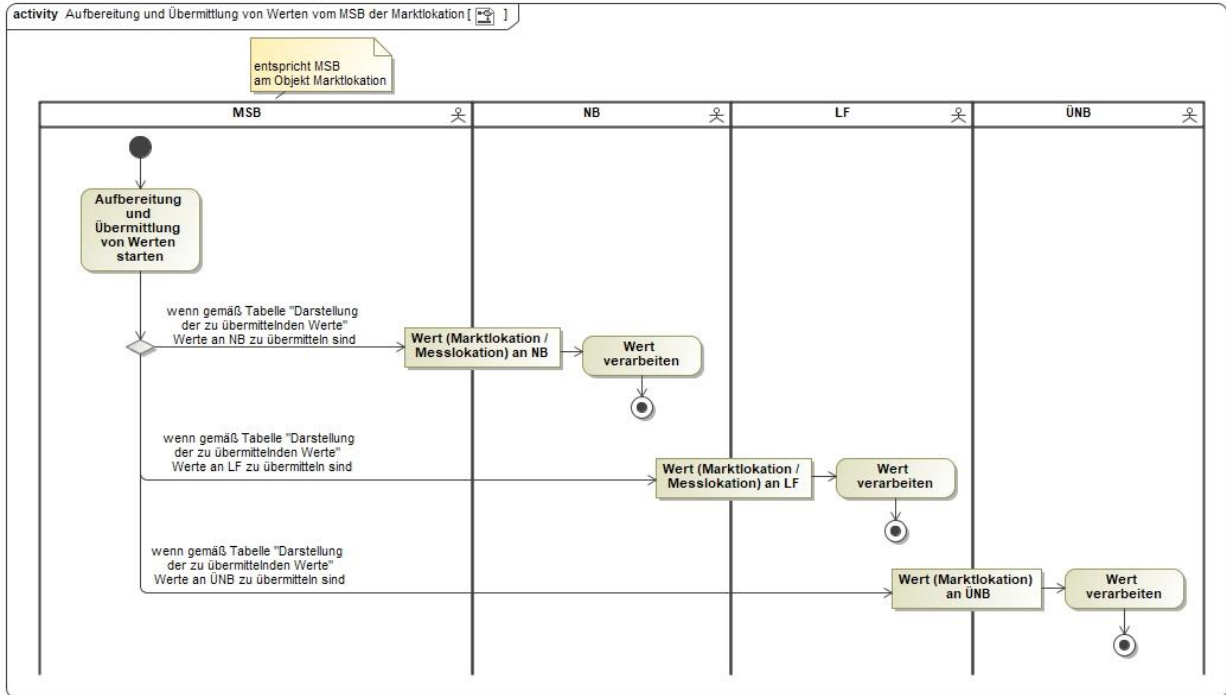 activity Aufbereitung und Übermittlung von Werten vom MSB der Marktlokation [ ]
entspricht MSB
am Objekt Marktlokation
MSB
NB
LF
ÜNB
Aufbereitung
und
Übermittlung
von Werten
starten
wenn gemäß Tabelle "Darstellung
der zu übermittelnden Werte"
Werte an NB zu übermitteln sind
Wert (Marktlokation /
Messlokation) an NB
Wert
verarbeiten
wenn gemäß Tabelle "Darstellung
der zu übermittelnden Werte"
Werte an LF zu übermitteln sind
Wert (Marktlokation /
Messlokation) an LF
Wert
verarbeiten
wenn gemäß Tabelle "Darstellung
der zu übermittelnden Werte"
Werte an ÜNB zu übermitteln sind
Wert (Marktlokation)
an ÜNB
Wert
verarbeiten